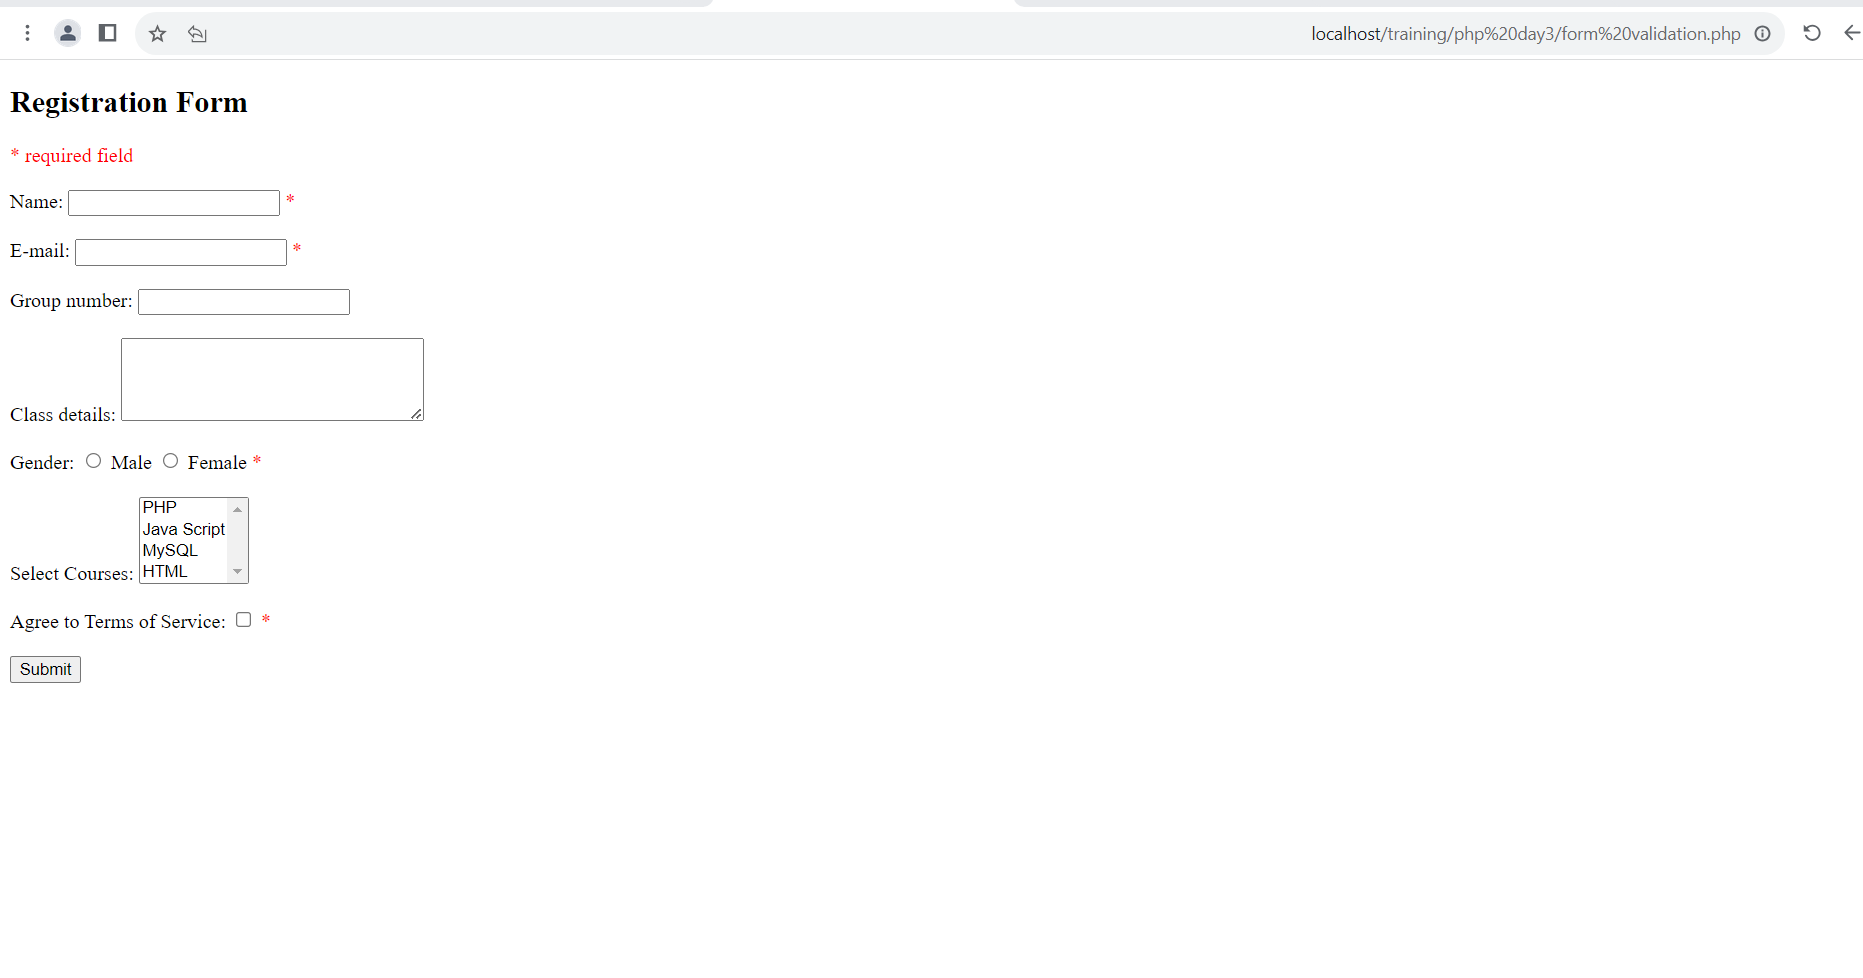 localhost/training/php%20day3/form%20validation.php
Registration Form
* required field
Name: *
E-mail: *
Group number:
Class details:
Gender: Male Female *
PHP
Java Script
MySQL
HTML
Select Courses:
Agree to Terms of Service: *
Submit